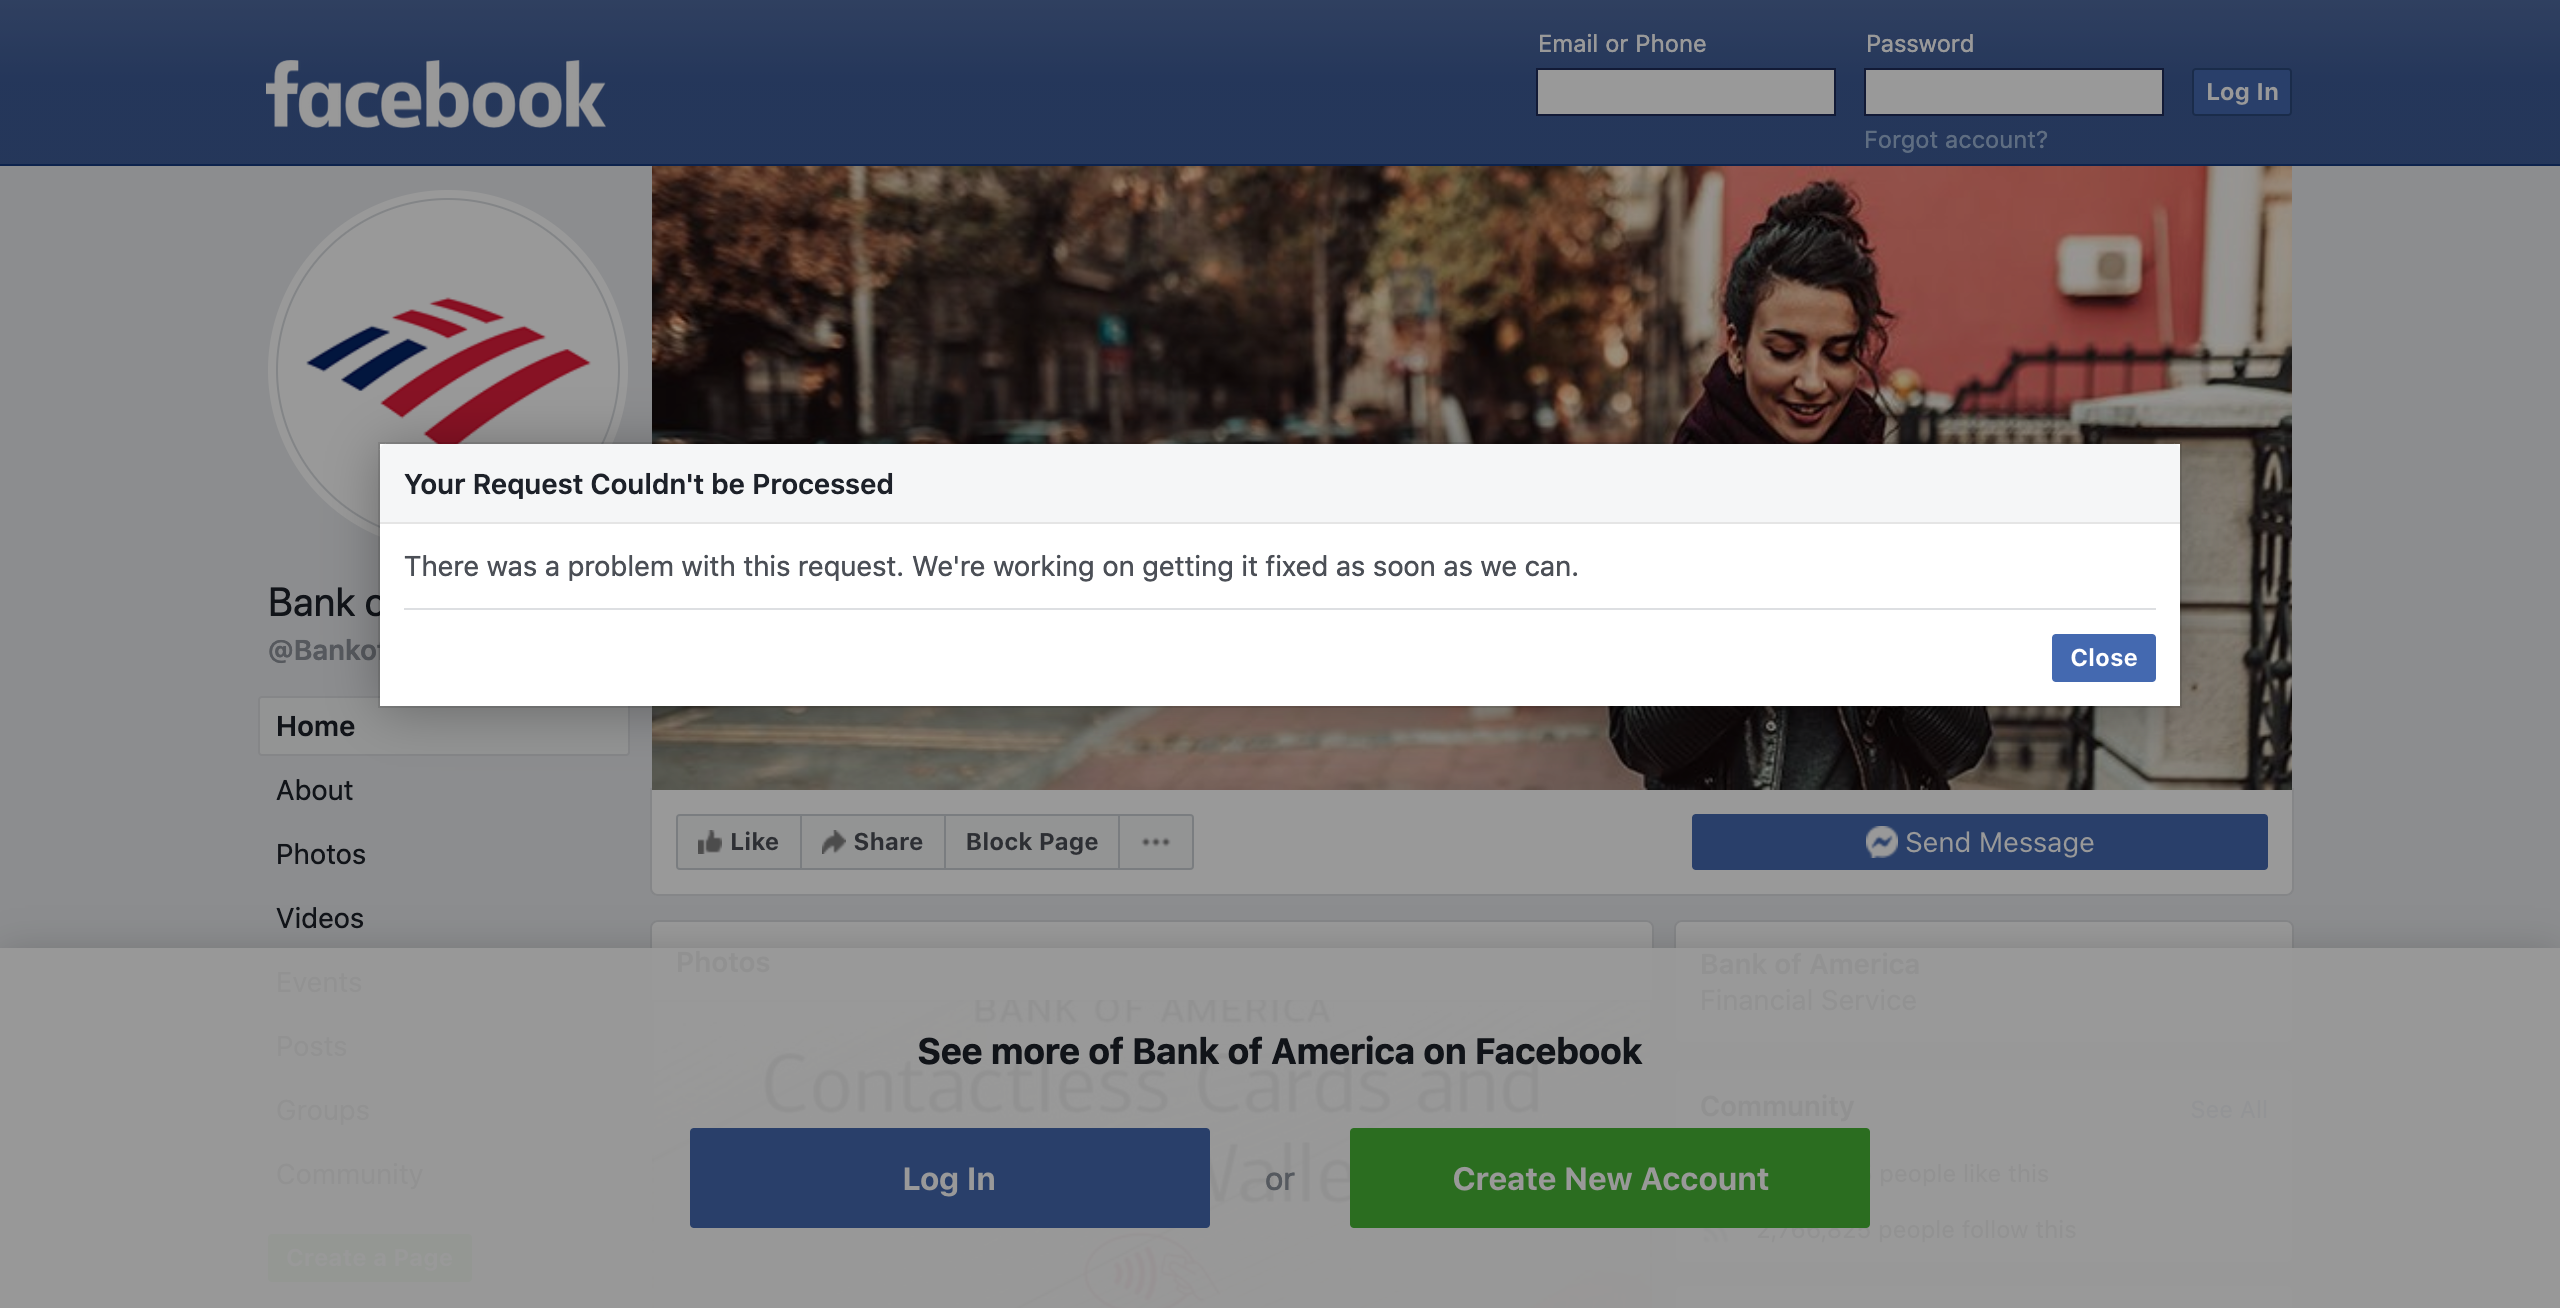 facebook
Email or Phone
Password
Log In
Forgot account?
Your Request Couldn't be Processed
There was a problem with this request. We're working on getting it fixed as soon as we can.
Close
Bank
@Banko
Home
About
Photos
Videos
Events
Posts
Groups
Community
Create a Page
Like
Share
Block Page
Send Message
Photos
BANK OF AMERICA
Contactless Cards and
Bank of America
Financial Service
Community
See All
people like this
people follow this
See more of Bank of America on Facebook
Log In
or
Create New Account